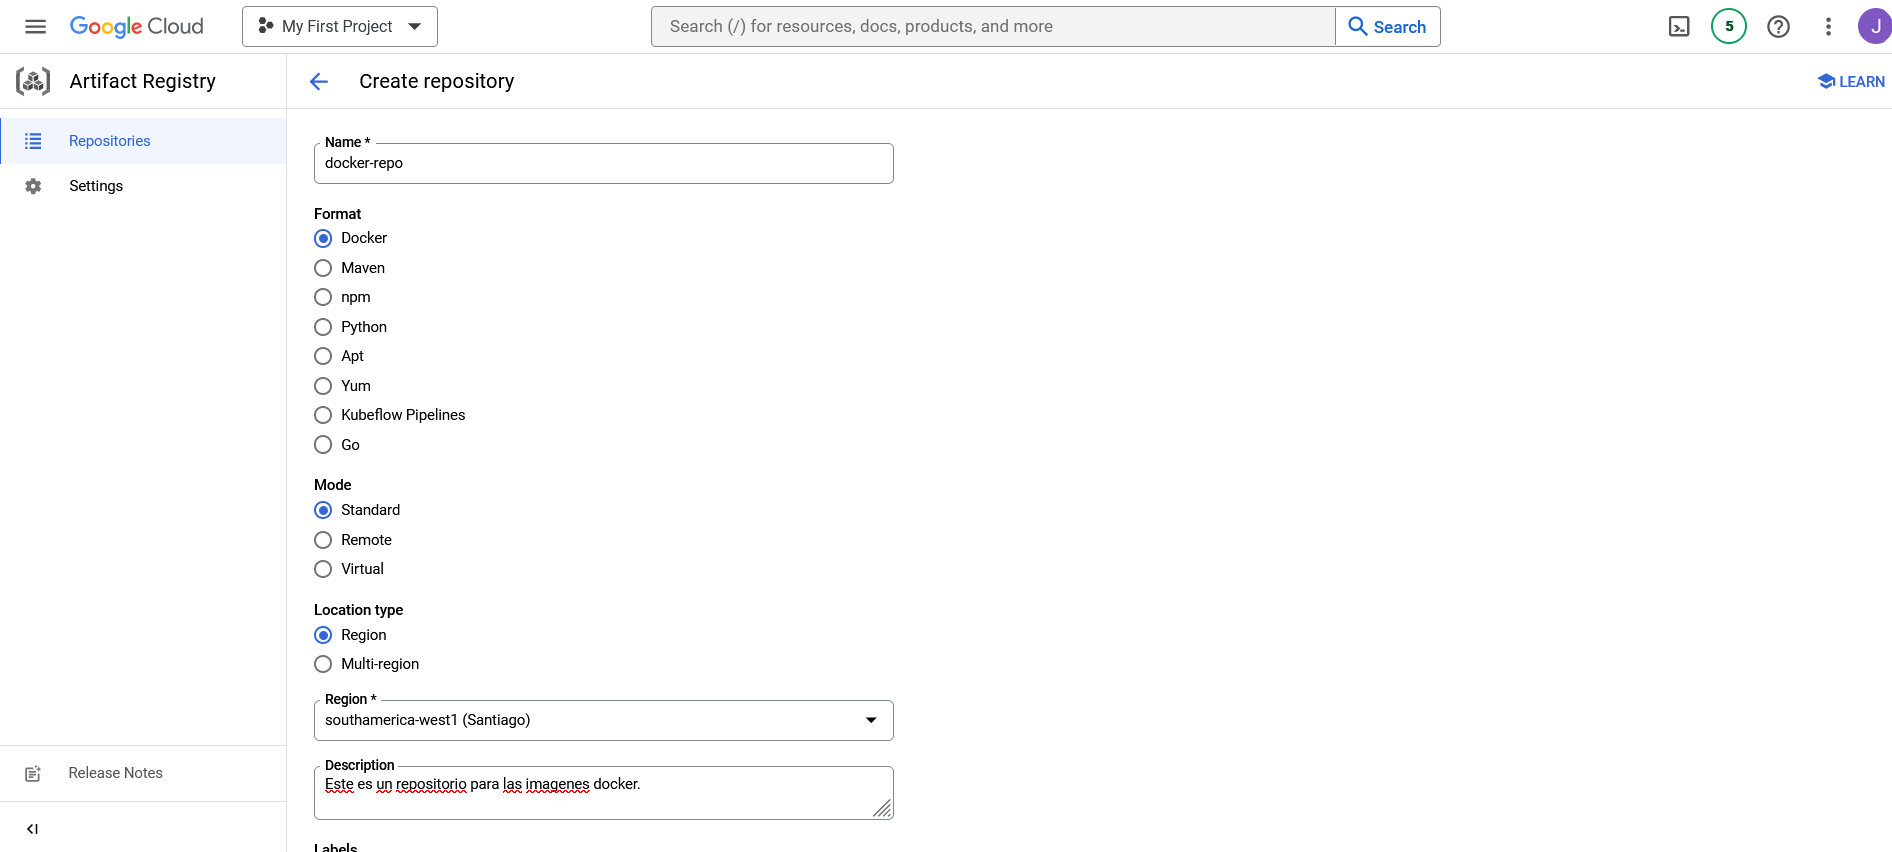 Google Cloud
My First Project
Search (/) for resources, docs, products, and more
Search
5
J
Artifact Registry
Create repository
LEARN
Repositories
Settings
Name *
docker-repo
Format
Docker
Maven
npm
Python
Apt
Yum
Kubeflow Pipelines
Go
Mode
Standard
Remote
Virtual
Location type
Region
Multi-region
Region *
southamerica-west1 (Santiago)
Description
Este es un repositorio para las imagenes docker.
Labels
Release Notes